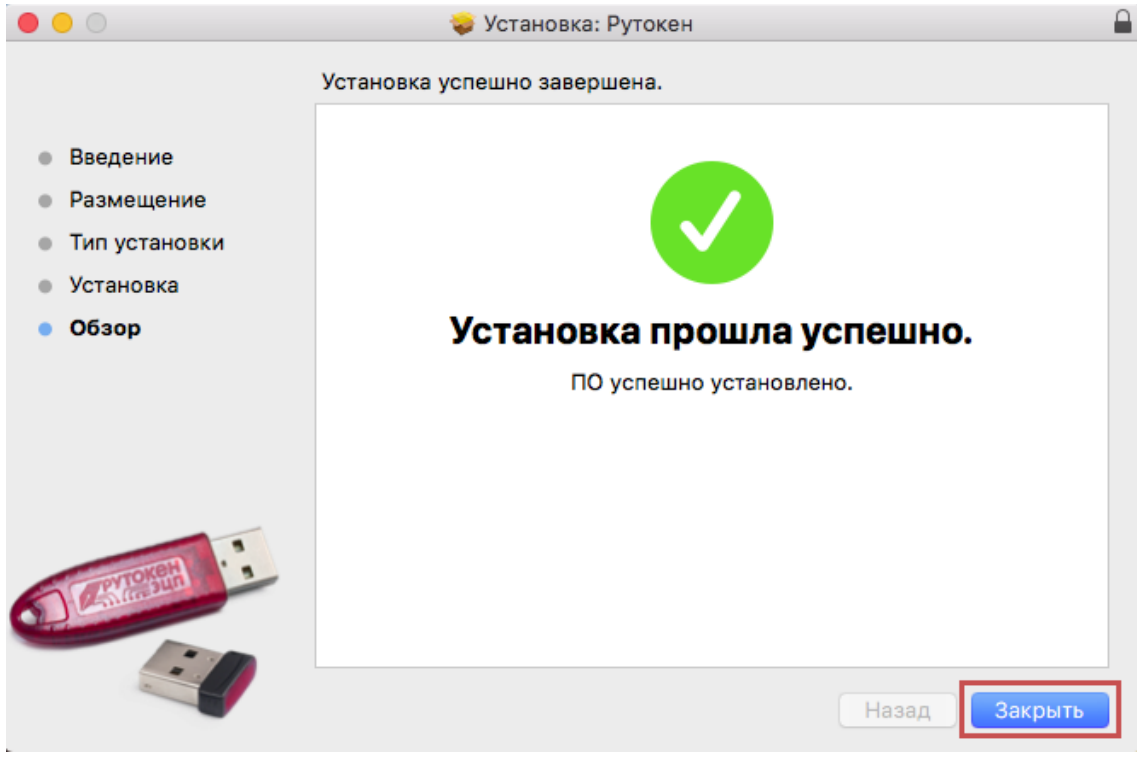 Установка: Рутокен
Установка успешно завершена.
Введение
Размещение
Тип установки
Установка
Обзор
Установка прошла успешно.
ПО успешно установлено.
РУТОКЕН
ЭЦП
Назад
Закрыть